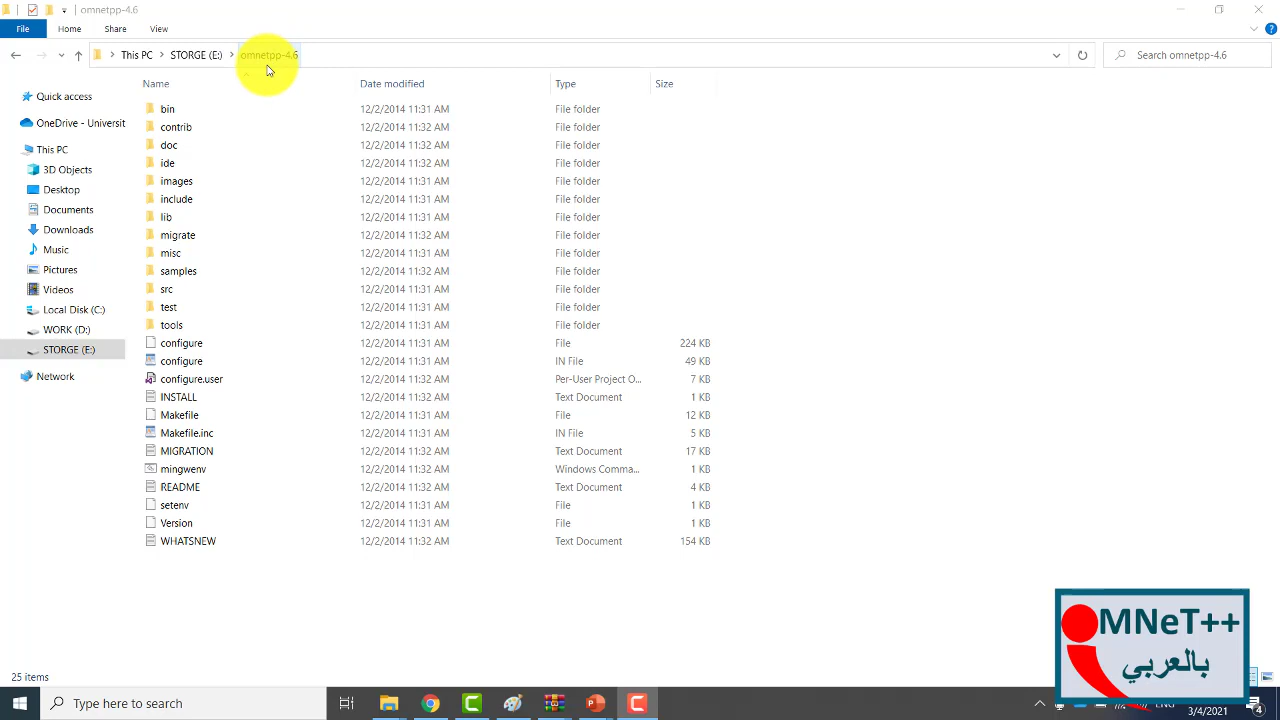 omnetpp-4.6
File Home Share View
This PC STORGE (E:) omnetpp-4.6 Search omnetpp-4.6
Name Date modified Type Size
Quick access
OneDrive - Universit
This PC
3D Objects
Desktop
Documents
Downloads
Music
Pictures
Videos
Local Disk (C:)
WORK (D:)
STORGE (E:)
Network
bin 12/2/2014 11:31 AM File folder
contrib 12/2/2014 11:32 AM File folder
doc 12/2/2014 11:32 AM File folder
ide 12/2/2014 11:32 AM File folder
images 12/2/2014 11:31 AM File folder
include 12/2/2014 11:31 AM File folder
lib 12/2/2014 11:31 AM File folder
migrate 12/2/2014 11:32 AM File folder
misc 12/2/2014 11:31 AM File folder
samples 12/2/2014 11:32 AM File folder
src 12/2/2014 11:31 AM File folder
test 12/2/2014 11:31 AM File folder
tools 12/2/2014 11:31 AM File folder
configure 12/2/2014 11:31 AM File 224 KB
configure 12/2/2014 11:31 AM IN File 49 KB
configure.user 12/2/2014 11:32 AM Per-User Project O... 7 KB
INSTALL 12/2/2014 11:32 AM Text Document 1 KB
Makefile 12/2/2014 11:31 AM File 12 KB
Makefile.inc 12/2/2014 11:31 AM IN File 5 KB
MIGRATION 12/2/2014 11:32 AM Text Document 17 KB
mingwenv 12/2/2014 11:32 AM Windows Comma... 1 KB
README 12/2/2014 11:32 AM Text Document 4 KB
setenv 12/2/2014 11:31 AM File 1 KB
Version 12/2/2014 11:31 AM File 1 KB
WHATSNEW 12/2/2014 11:32 AM Text Document 154 KB
MNeT++
بالعربي
25 items
Type here to search
ENG
3/4/2021
4